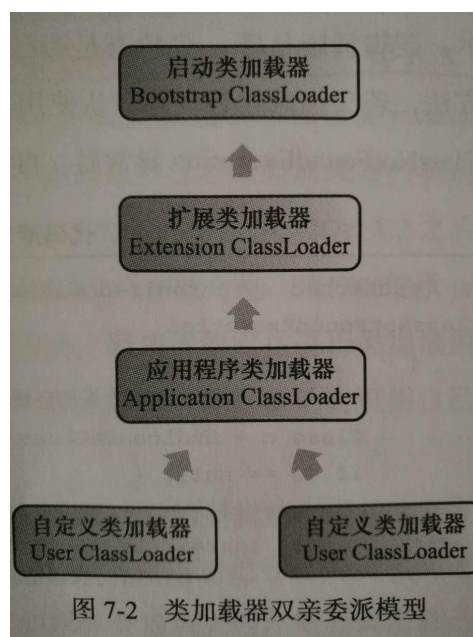 启动类加载器
Bootstrap ClassLoader
扩展类加载器
Extension ClassLoader
应用程序类加载器
Application ClassLoader
自定义类加载器
User ClassLoader
自定义类加载器
User ClassLoader
图 7-2 类加载器双亲委派模型